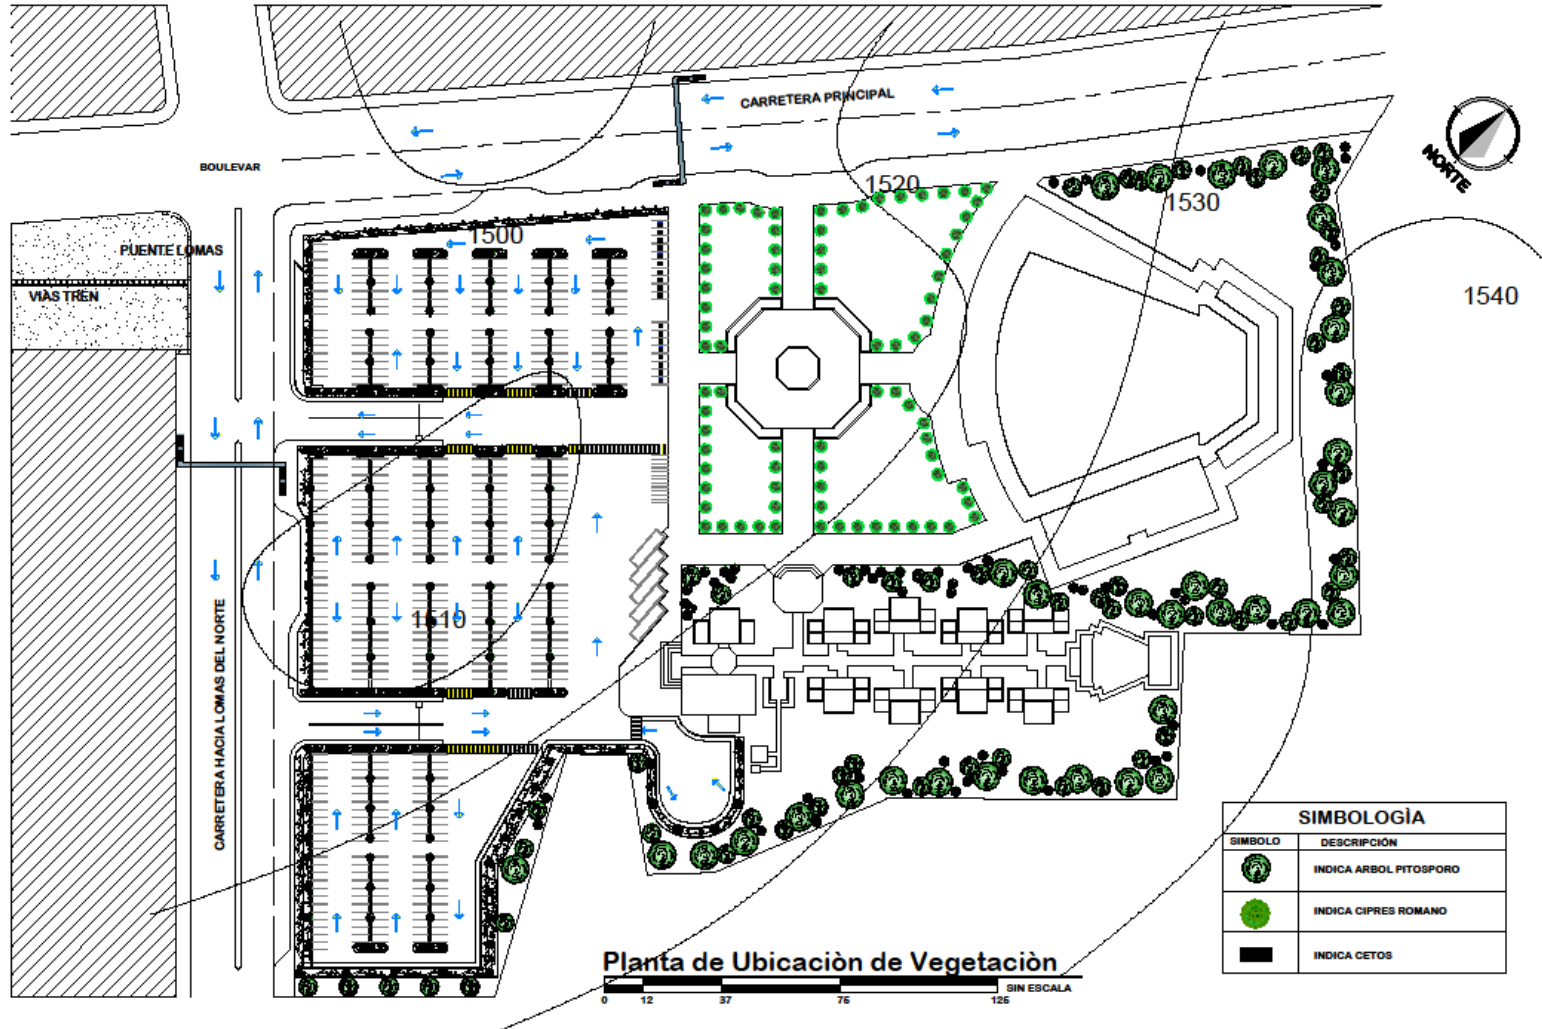 CARRETERA PRINCIPAL
BOULEVAR
NORTE
1520
1530
1500
PUENTE LOMAS
VIAS TREN
1540
1510
CARRETERA HACIA LOMAS DEL NORTE
SIMBOLOGÌA
SIMBOLO DESCRIPCIÓN
INDICA ARBOL PITOSPORO
INDICA CIPRES ROMANO
INDICA CETOS
Planta de Ubicaciòn de Vegetaciòn
SIN ESCALA
0 12 37 75 125